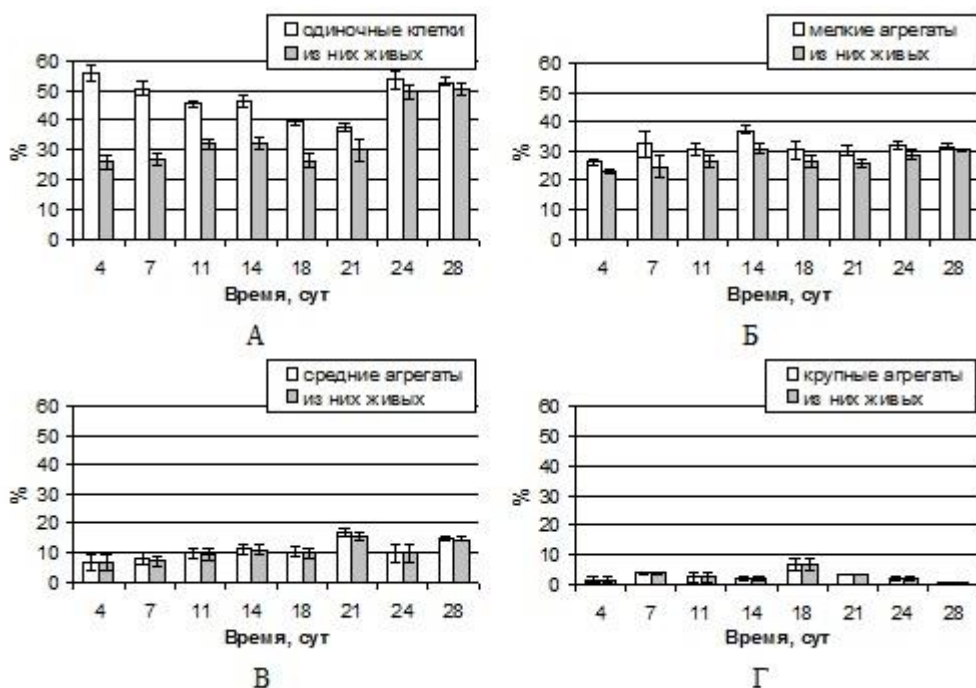 одиночные клетки
из них живых
60
50
40
30
20
10
0
%
4 7 11 14 18 21 24 28
Время, сут
А
мелкие агрегаты
из них живых
60
50
40
30
20
10
0
%
4 7 11 14 18 21 24 28
Время, сут
Б
средние агрегаты
из них живых
60
50
40
30
20
10
0
%
4 7 11 14 18 21 24 28
Время, сут
В
крупные агрегаты
из них живых
60
50
40
30
20
10
0
%
4 7 11 14 18 21 24 28
Время, сут
Г